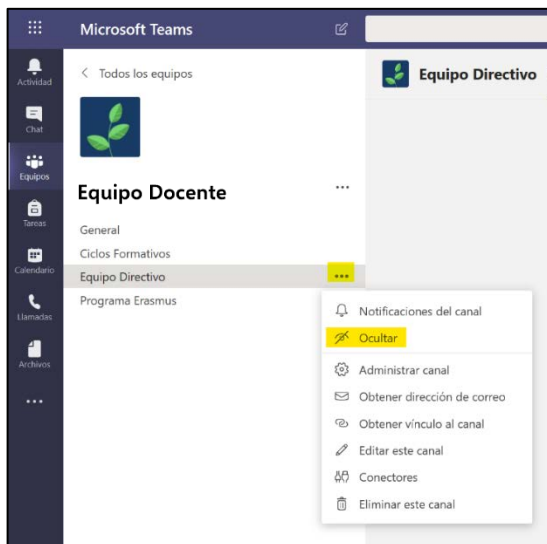 Microsoft Teams
Actividad
Chat
Equipos
Tareas
Calendario
Llamadas
Archivos
Todos los equipos
Equipo Docente
General
Ciclos Formativos
Equipo Directivo
Programa Erasmus
Equipo Directivo
Notificaciones del canal
Ocultar
Administrar canal
Obtener dirección de correo
Obtener vínculo al canal
Editar este canal
Conectores
Eliminar este canal